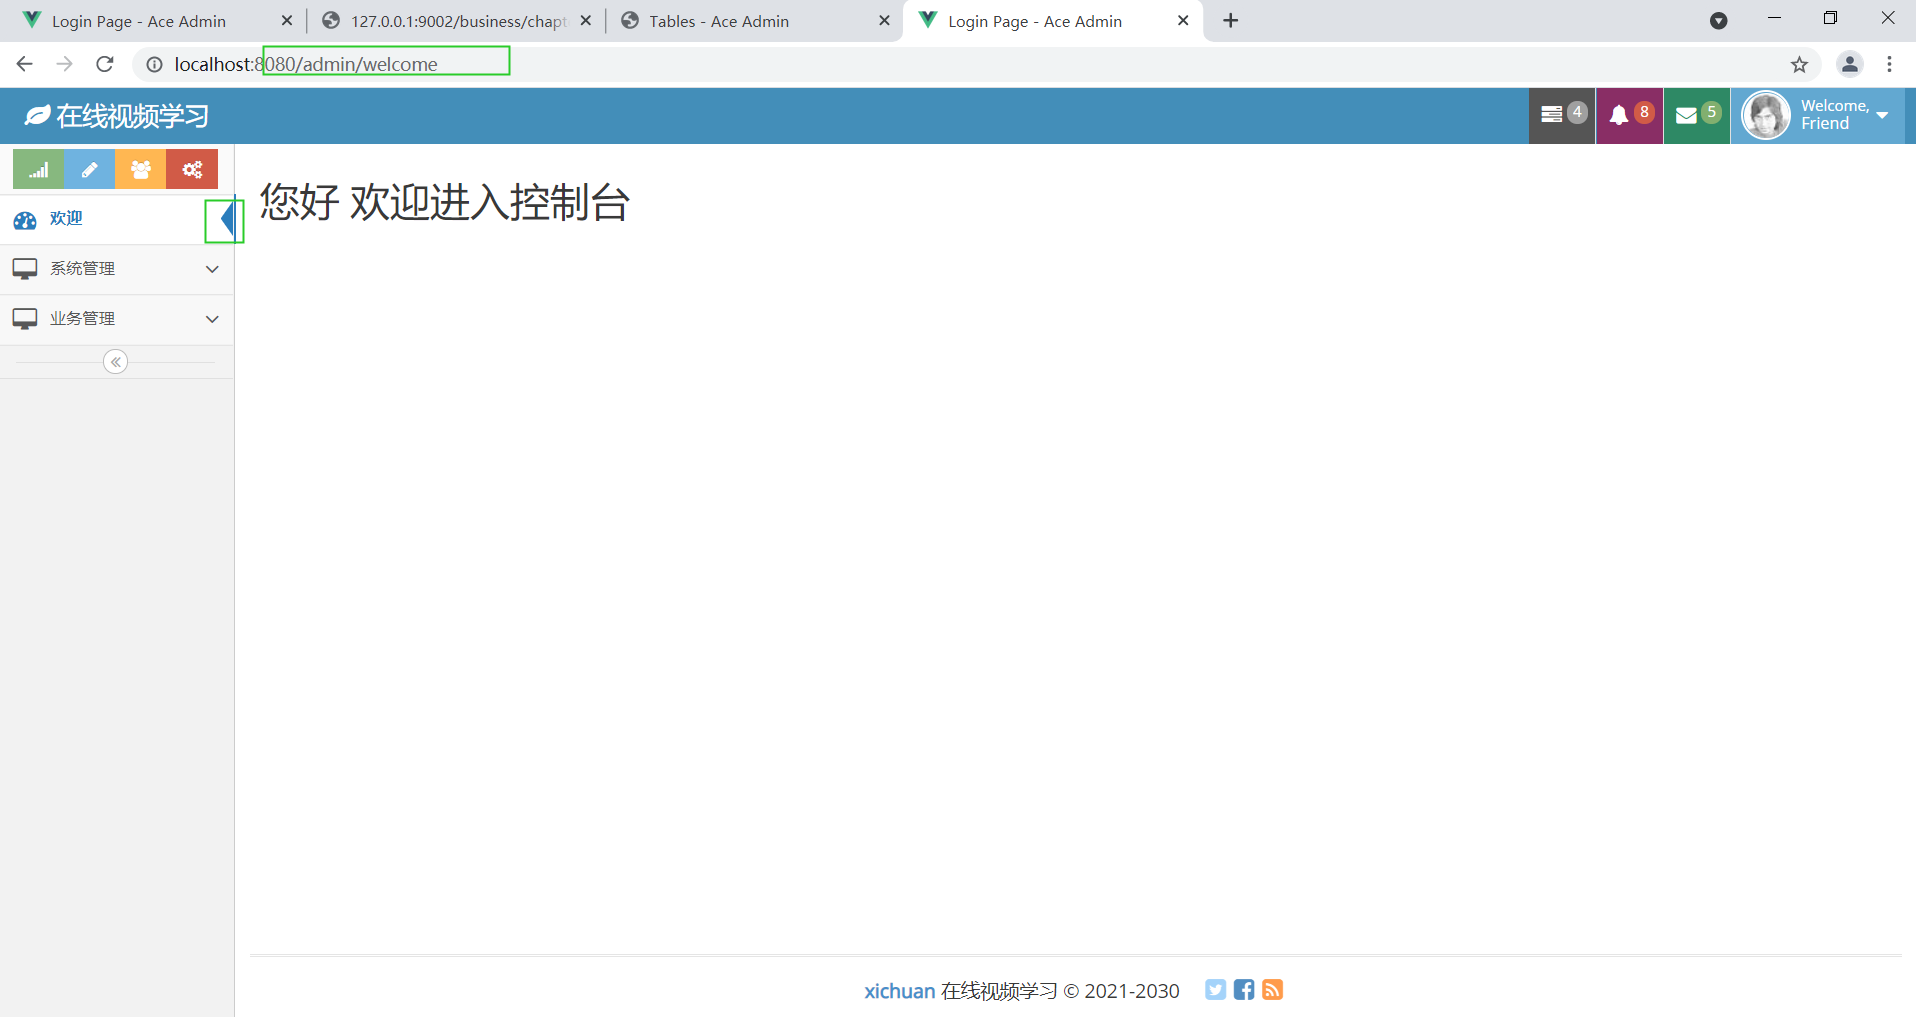 Login Page - Ace Admin
127.0.0.1:9002/business/chapt
Tables - Ace Admin
Login Page - Ace Admin
localhost:8080/admin/welcome
在线视频学习
4
8
5
Welcome,
Friend
欢迎
系统管理
业务管理
您好 欢迎进入控制台
xichuan 在线视频学习 © 2021-2030